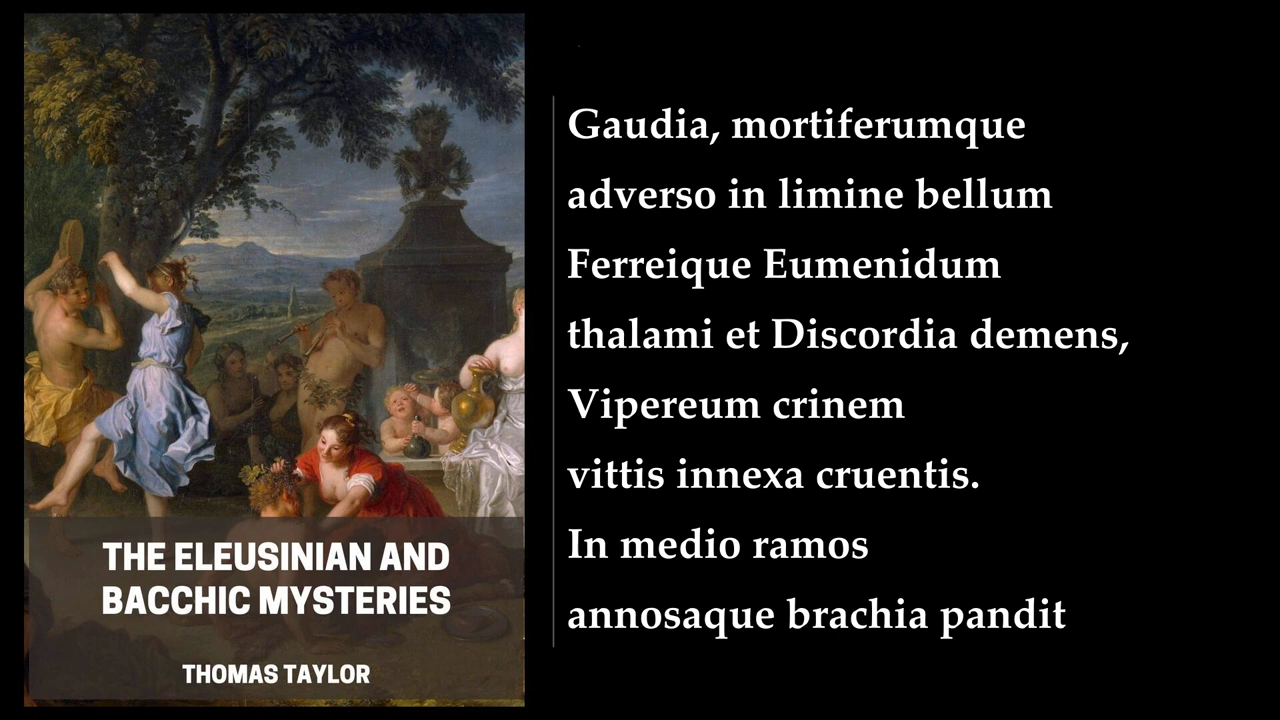 THE ELEUSINIAN AND
BACCHIC MYSTERIES
THOMAS TAYLOR
Gaudia, mortiferumque
adverso in limine bellum
Ferreique Eumenidum
thalami et Discordia demens,
Vipereum crinem
vittis innexa cruentis.
In medio ramos
annosaque brachia pandit